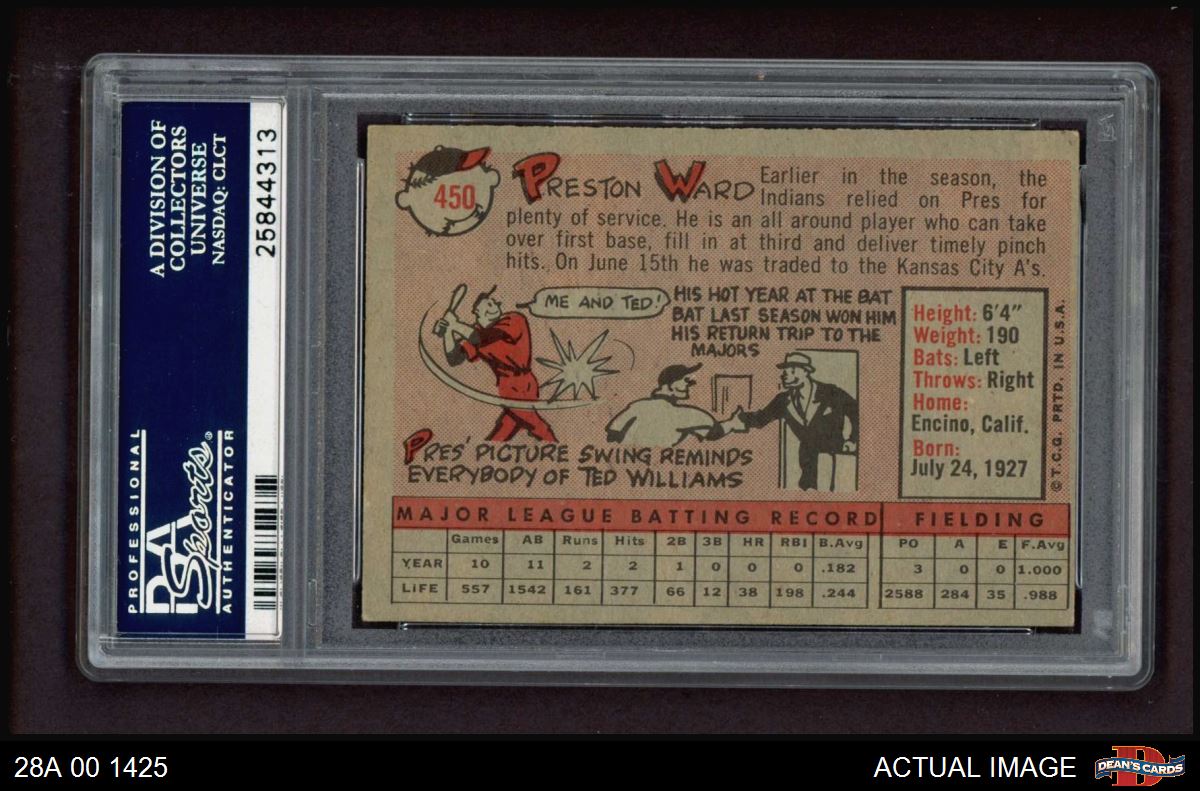 A DIVISION OF
COLLECTORS
UNIVERSE
NASDAQ: CLCT
25844313
PROFESSIONAL
PSA
Sports®
AUTHENTICATOR
450
PRESTON WARD
Earlier in the season, the
Indians relied on Pres for
plenty of service. He is an all around player who can take
over first base, fill in at third and deliver timely pinch
hits. On June 15th he was traded to the Kansas City A's.
ME AND TED!
HIS HOT YEAR AT THE BAT
BAT LAST SEASON WON HIM
HIS RETURN TRIP TO THE
MAJORS
PRES' PICTURE SWING REMINDS
EVERYBODY OF TED WILLIAMS
Height: 6'4"
Weight: 190
Bats: Left
Throws: Right
Home:
Encino, Calif.
Born:
July 24, 1927
© T.C.G. PRTD. IN U.S.A.
MAJOR LEAGUE BATTING RECORD FIELDING
Games AB Runs Hits 2B 3B HR RBI B.Avg PO A E F.Avg
YEAR 10 11 2 2 1 0 0 0 .182 3 0 0 1.000
LIFE 557 1542 161 377 66 12 38 198 .244 2588 284 35 .988
28A 00 1425
ACTUAL IMAGE
DEAN'S CARDS